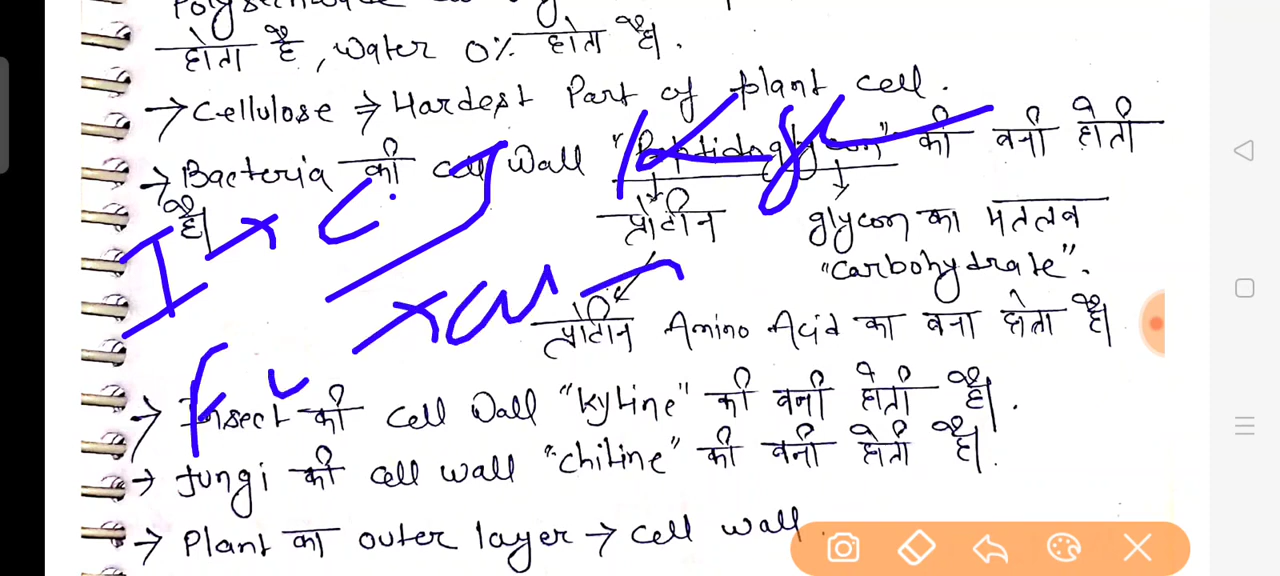 होता है, water 0% होता है.
→ Cellulose ⇒ Hardest Part of plant cell.
→ Bacteria की cell wall "Peptidoglycon" की बनी होती
है|
प्रोटीन glycon का मतलब
"carbohydrate".
प्रोटीन Amino Acid का बना होता है|
→ Insect की cell wall "kytine" की बनी होती है|.
→ fungi की cell wall "chitine" की बनी होती है|.
→ Plant का outer layer → cell wall